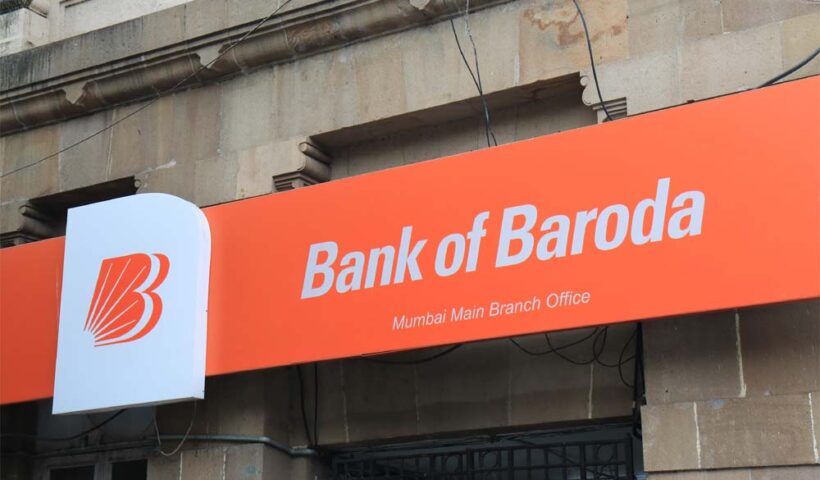 Bank of Baroda
Mumbai Main Branch Office